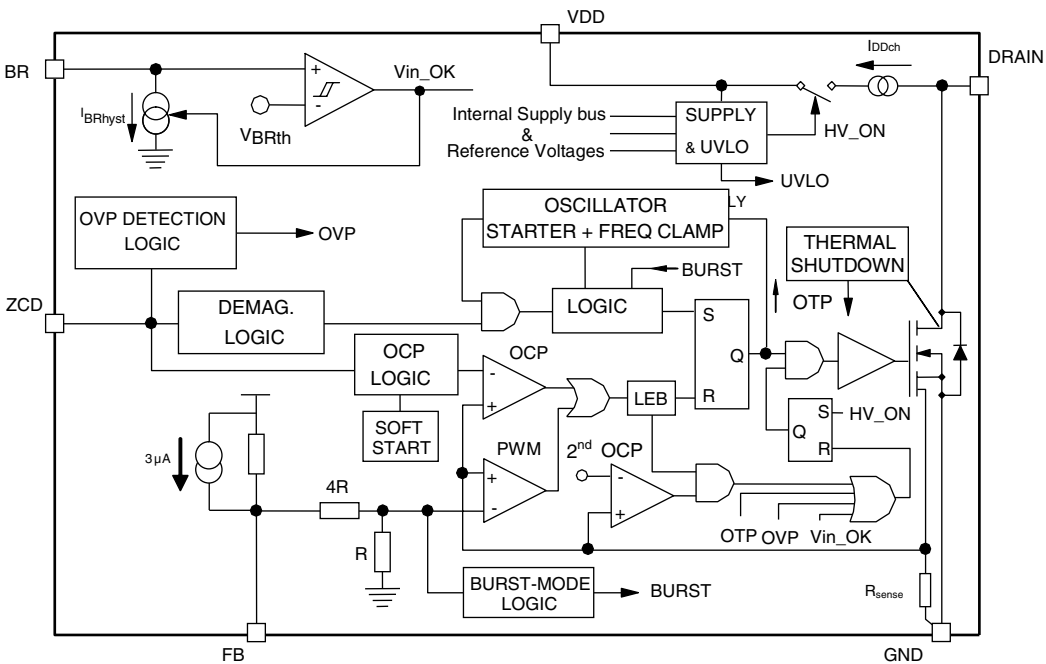 VDD
BR
DRAIN
IDDch
Vin_OK
+
-
IBRhyst
VBRth
Internal Supply bus
&
Reference Voltages
SUPPLY
& UVLO
HV_ON
UVLO
LY
OVP DETECTION
LOGIC
OVP
OSCILLATOR
STARTER + FREQ CLAMP
THERMAL
SHUTDOWN
BURST
OTP
ZCD
DEMAG.
LOGIC
LOGIC
S
Q
R
OCP
LOGIC
OCP
-
+
LEB
SOFT
START
S
HV_ON
Q
R
3µA
PWM
+
-
2nd OCP
-
+
4R
R
OTP
OVP
Vin_OK
BURST-MODE
LOGIC
BURST
Rsense
FB
GND